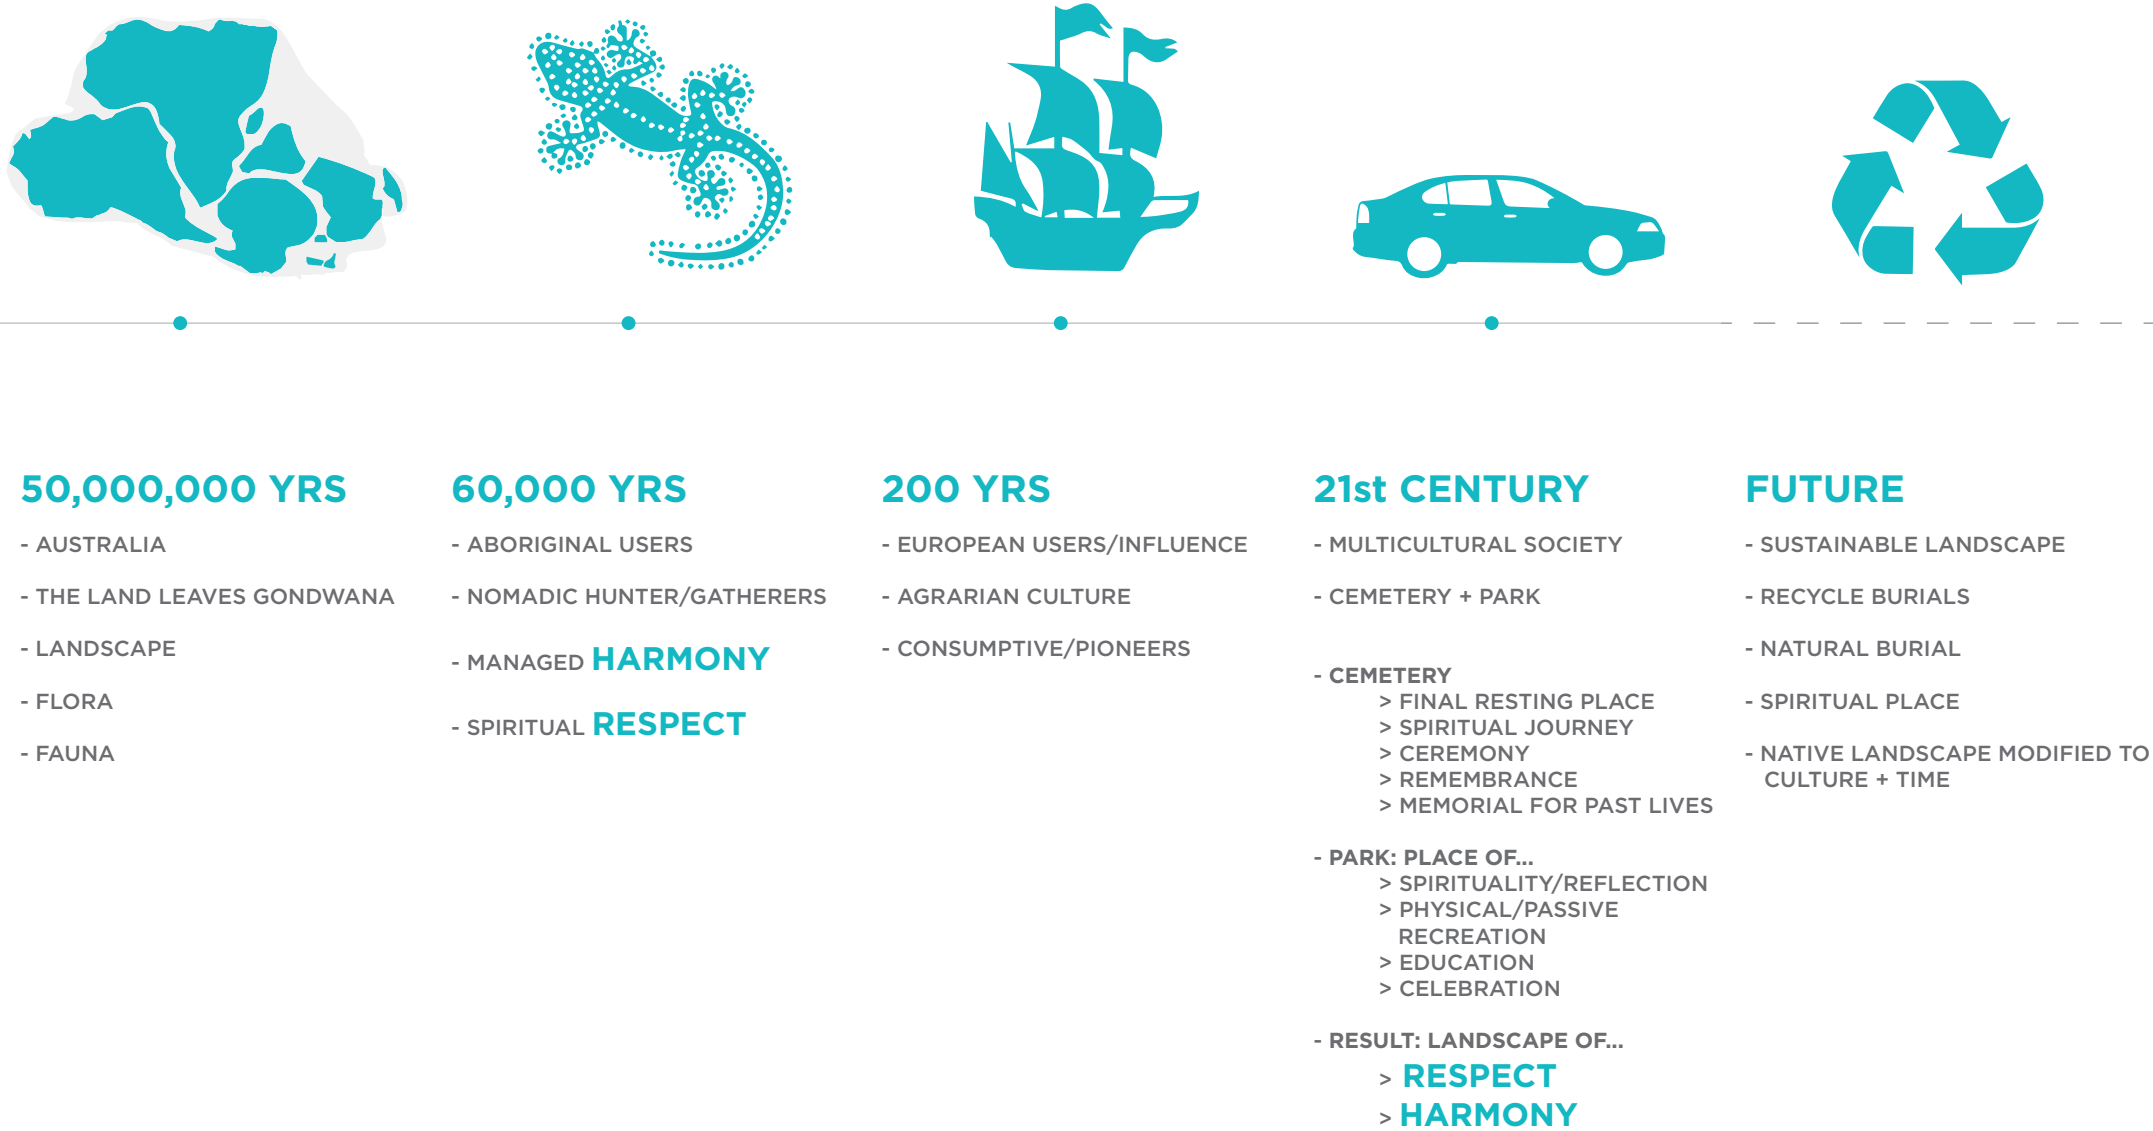 50,000,000 YRS
- AUSTRALIA
- THE LAND LEAVES GONDWANA
- LANDSCAPE
- FLORA
- FAUNA
60,000 YRS
- ABORIGINAL USERS
- NOMADIC HUNTER/GATHERERS
- MANAGED HARMONY
- SPIRITUAL RESPECT
200 YRS
- EUROPEAN USERS/INFLUENCE
- AGRARIAN CULTURE
- CONSUMPTIVE/PIONEERS
21st CENTURY
- MULTICULTURAL SOCIETY
- CEMETERY + PARK
- CEMETERY
> FINAL RESTING PLACE
> SPIRITUAL JOURNEY
> CEREMONY
> REMEMBRANCE
> MEMORIAL FOR PAST LIVES
- PARK: PLACE OF...
> SPIRITUALITY/REFLECTION
> PHYSICAL/PASSIVE
RECREATION
> EDUCATION
> CELEBRATION
- RESULT: LANDSCAPE OF...
> RESPECT
> HARMONY
FUTURE
- SUSTAINABLE LANDSCAPE
- RECYCLE BURIALS
- NATURAL BURIAL
- SPIRITUAL PLACE
- NATIVE LANDSCAPE MODIFIED TO
CULTURE + TIME